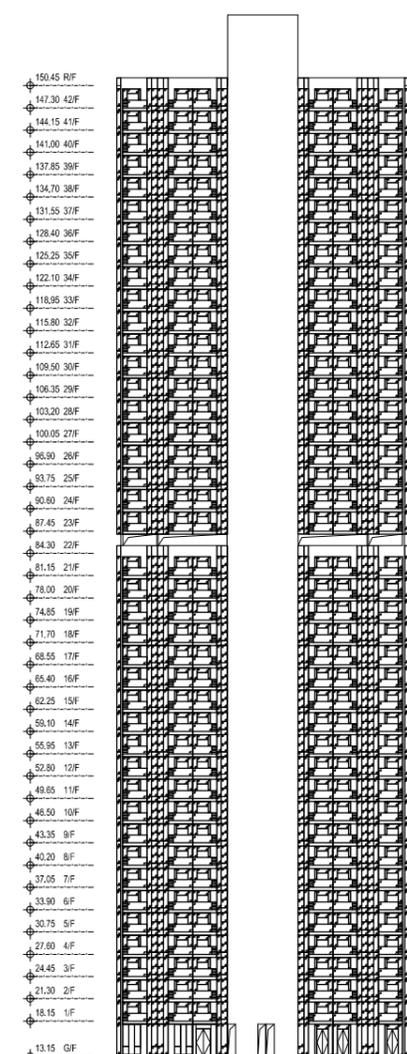 150.45 R/F
147.30 42/F
144.15 41/F
141.00 40/F
137.85 39/F
134.70 38/F
131.55 37/F
128.40 36/F
125.25 35/F
122.10 34/F
118.95 33/F
115.80 32/F
112.65 31/F
109.50 30/F
106.35 29/F
103.20 28/F
100.05 27/F
96.90 26/F
93.75 25/F
90.60 24/F
87.45 23/F
84.30 22/F
81.15 21/F
78.00 20/F
74.85 19/F
71.70 18/F
68.55 17/F
65.40 16/F
62.25 15/F
59.10 14/F
55.95 13/F
52.80 12/F
49.65 11/F
46.50 10/F
43.35 9/F
40.20 8/F
37.05 7/F
33.90 6/F
30.75 5/F
27.60 4/F
24.45 3/F
21.30 2/F
18.15 1/F
13.15 G/F